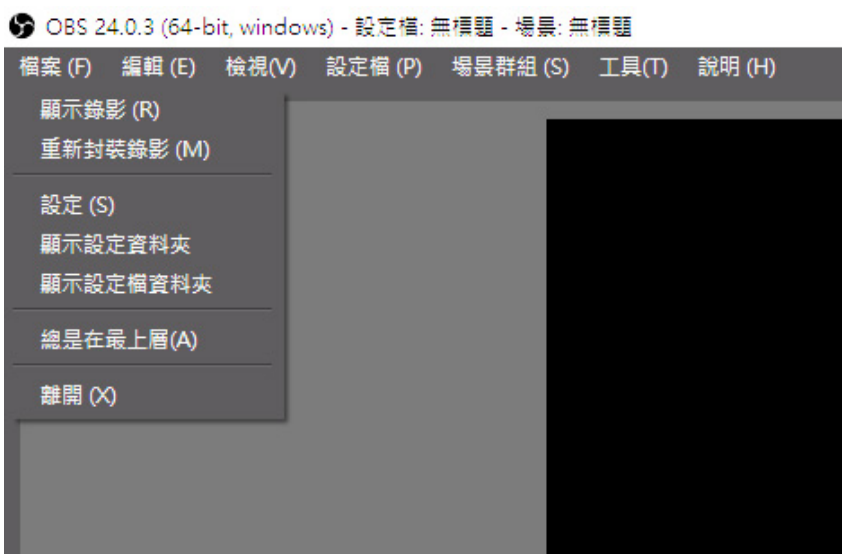 OBS 24.0.3 (64-bit, windows) - 設定檔: 無標題 - 場景: 無標題
檔案 (F) 編輯 (E) 檢視(V) 設定檔 (P) 場景群組 (S) 工具(T) 說明 (H)
顯示錄影 (R)
重新封裝錄影 (M)
設定 (S)
顯示設定資料夾
顯示設定檔資料夾
總是在最上層(A)
離開 (X)